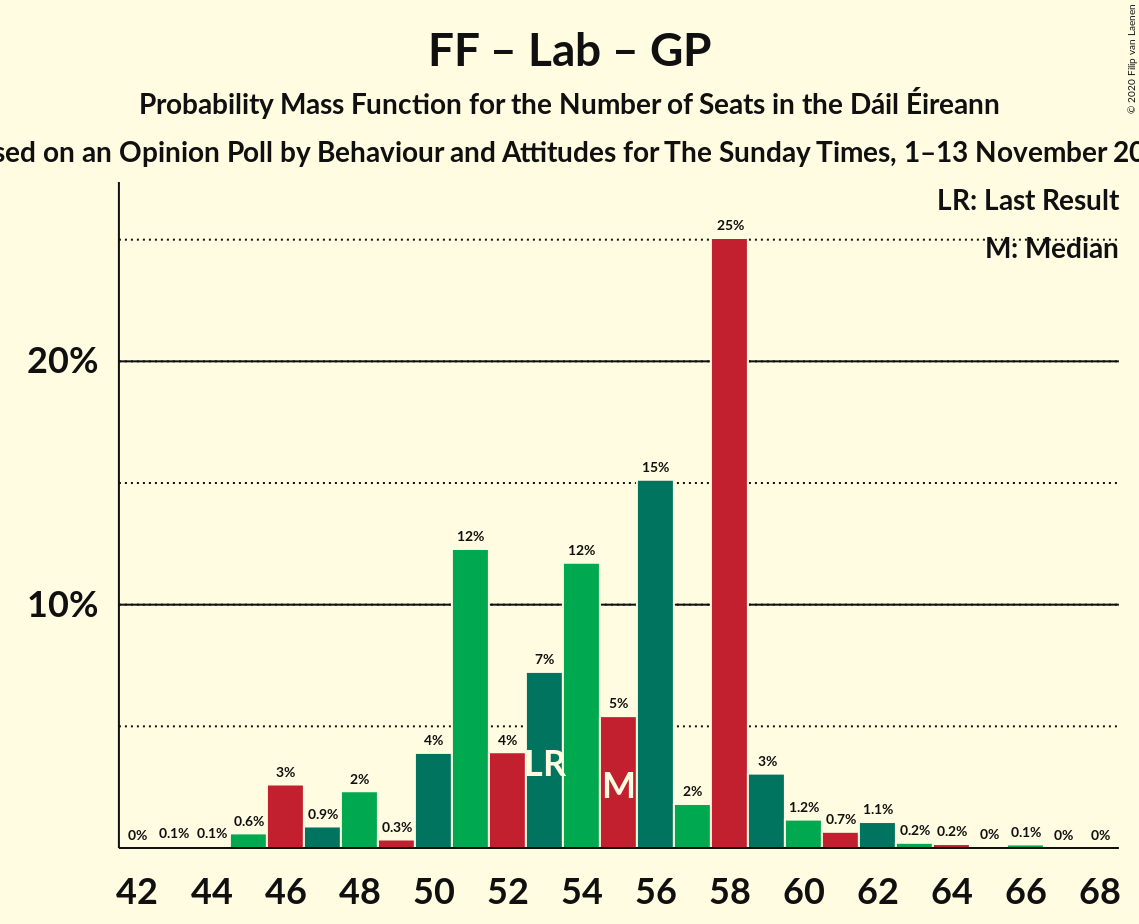 FF – Lab – GP
Probability Mass Function for the Number of Seats in the Dáil Éireann
sed on an Opinion Poll by Behaviour and Attitudes for The Sunday Times, 1–13 November 20
© 2020 Filip van Laenen
LR: Last Result
M: Median
20%
10%
0% 0.1% 0.1% 0.6% 3% 0.9% 2% 0.3% 4% 12% 4% 7% 12% 5% 15% 2% 25% 3% 1.2% 0.7% 1.1% 0.2% 0.2% 0% 0.1% 0% 0%
LR M
42 44 46 48 50 52 54 56 58 60 62 64 66 68